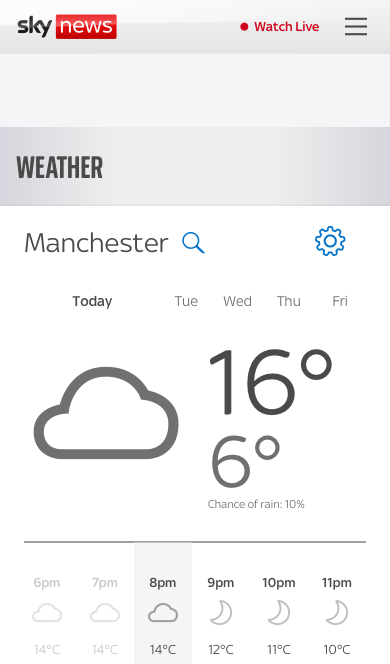 sky news
Watch Live
WEATHER
Manchester
Today Tue Wed Thu Fri
16°
6°
Chance of rain: 10%
6pm 7pm 8pm 9pm 10pm 11pm
14°C 14°C 14°C 12°C 11°C 10°C